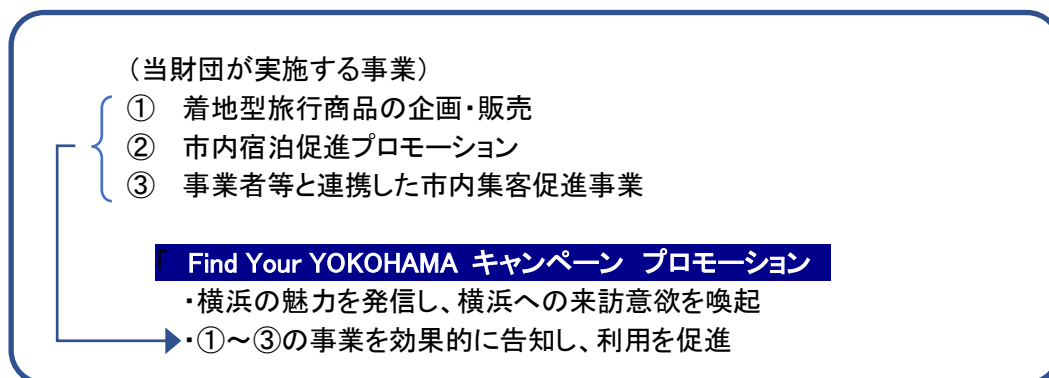 （当財団が実施する事業）
① 着地型旅行商品の企画・販売
② 市内宿泊促進プロモーション
③ 事業者等と連携した市内集客促進事業
「 Find Your YOKOHAMA キャンペーン プロモーション
・横浜の魅力を発信し、横浜への来訪意欲を喚起
・①～③の事業を効果的に告知し、利用を促進